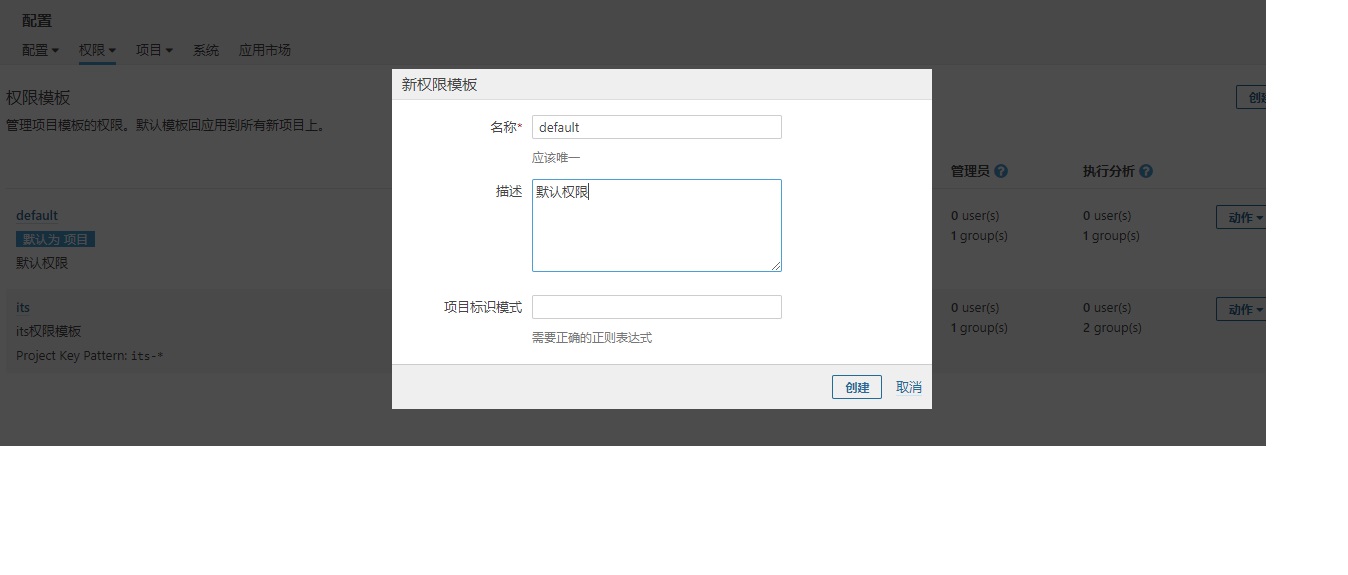 配置
配置 权限 项目 系统 应用市场
新权限模板
权限模板
创建
管理项目模板的权限。默认模板回应用到所有新项目上。
名称* default
应该唯一
管理员 ? 执行分析 ?
描述 默认权限
default
0 user(s) 0 user(s) 动作
默认为 项目
1 group(s) 1 group(s)
默认权限
项目标识模式
its
0 user(s) 0 user(s) 动作
its权限模板
1 group(s) 2 group(s)
需要正确的正则表达式
Project Key Pattern: its-*
创建 取消